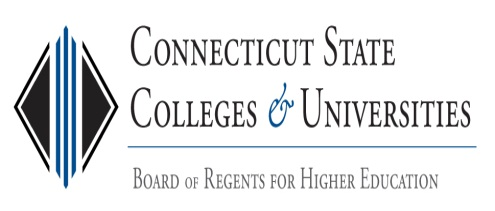 Connecticut State
Colleges & Universities
Board of Regents for Higher Education